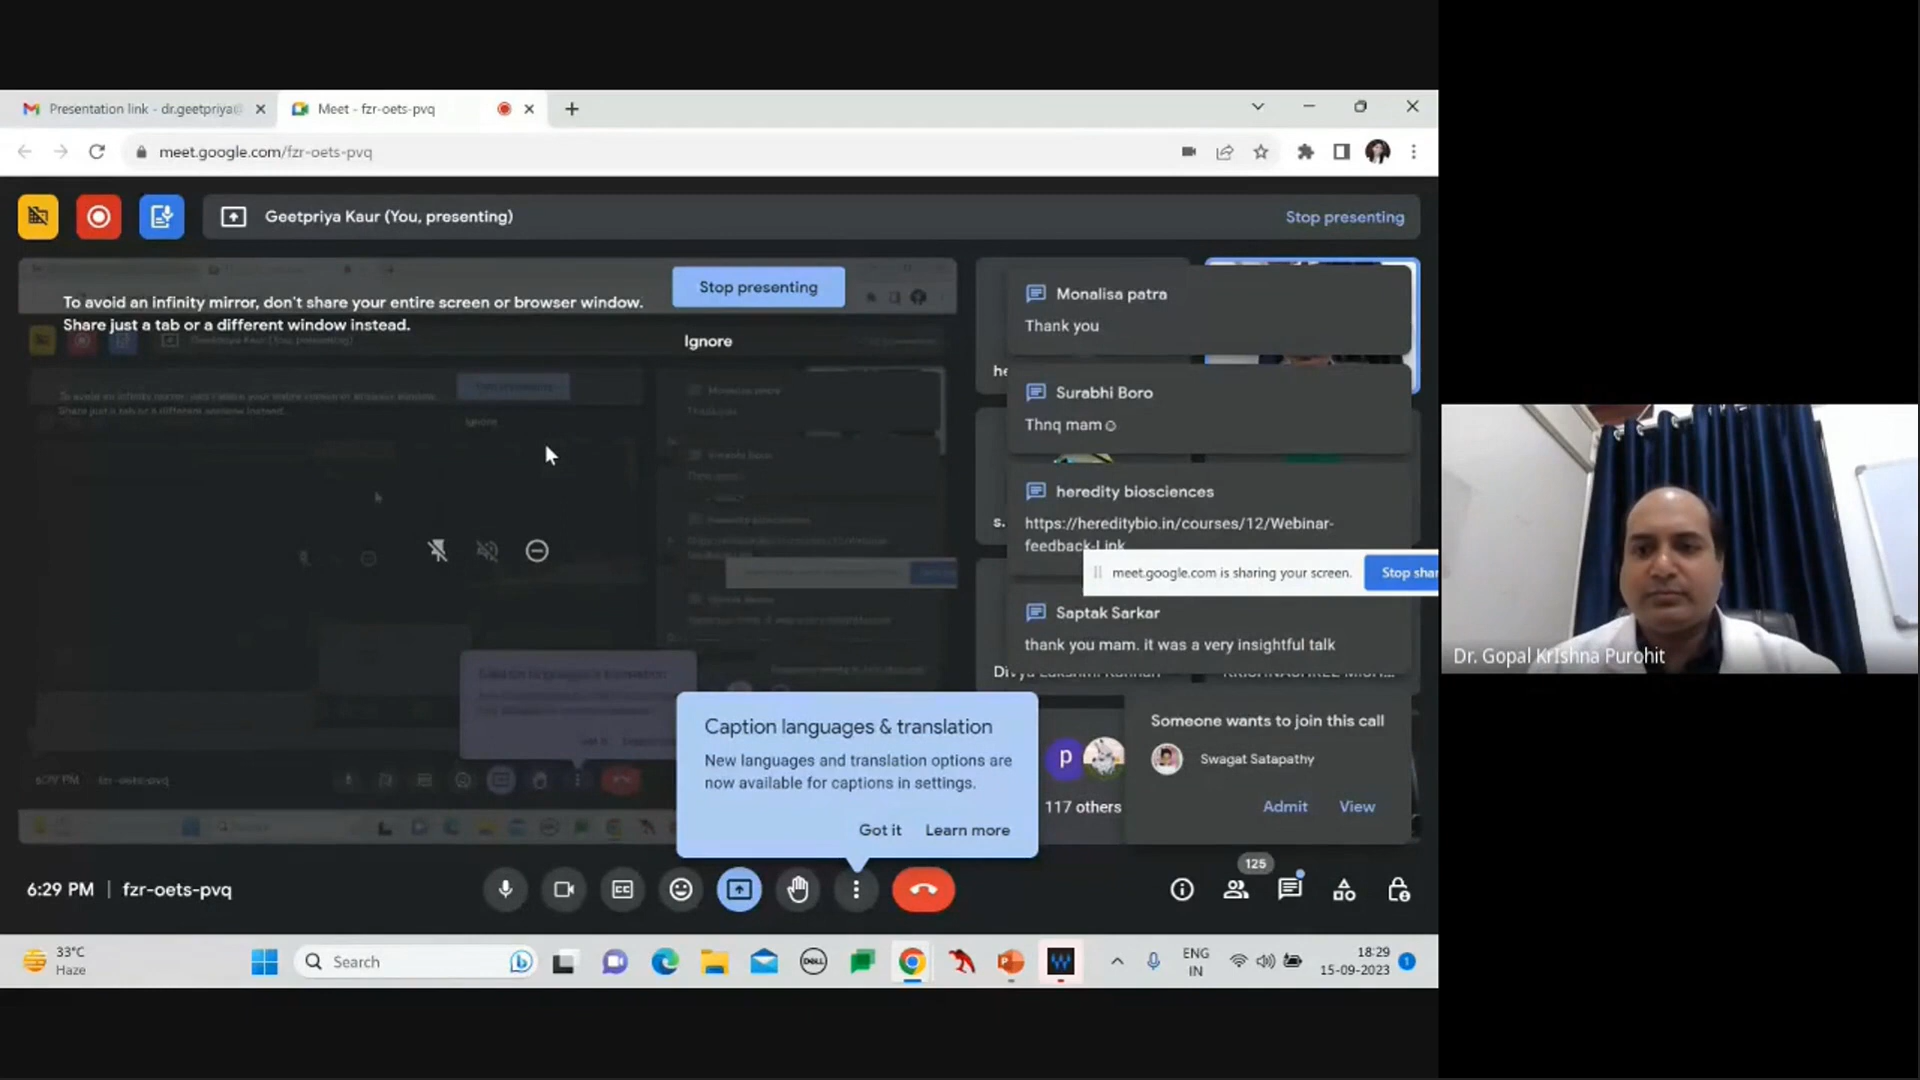 Presentation link - dr.geetpriya@
Meet - fzr-oets-pvq
meet.google.com/fzr-oets-pvq
Geetpriya Kaur (You, presenting)
Stop presenting
To avoid an infinity mirror, don't share your entire screen or browser window.
Share just a tab or a different window instead.
Stop presenting
Ignore
Monalisa patra
Thank you
he
Surabhi Boro
Thnq mam☺
heredity biosciences
s.
https://hereditybio.in/courses/12/Webinar-
feedback-Link
meet.google.com is sharing your screen.
Stop shar
Saptak Sarkar
thank you mam. it was a very insightful talk
Dr. Gopal KrIshna Purohit
Caption languages & translation
New languages and translation options are
now available for captions in settings.
Got it
Learn more
p
117 others
Someone wants to join this call
Swagat Satapathy
Admit
View
125
6:29 PM | fzr-oets-pvq
33°C
Haze
Search
DELL
ENG
IN
18:29
15-09-2023
1